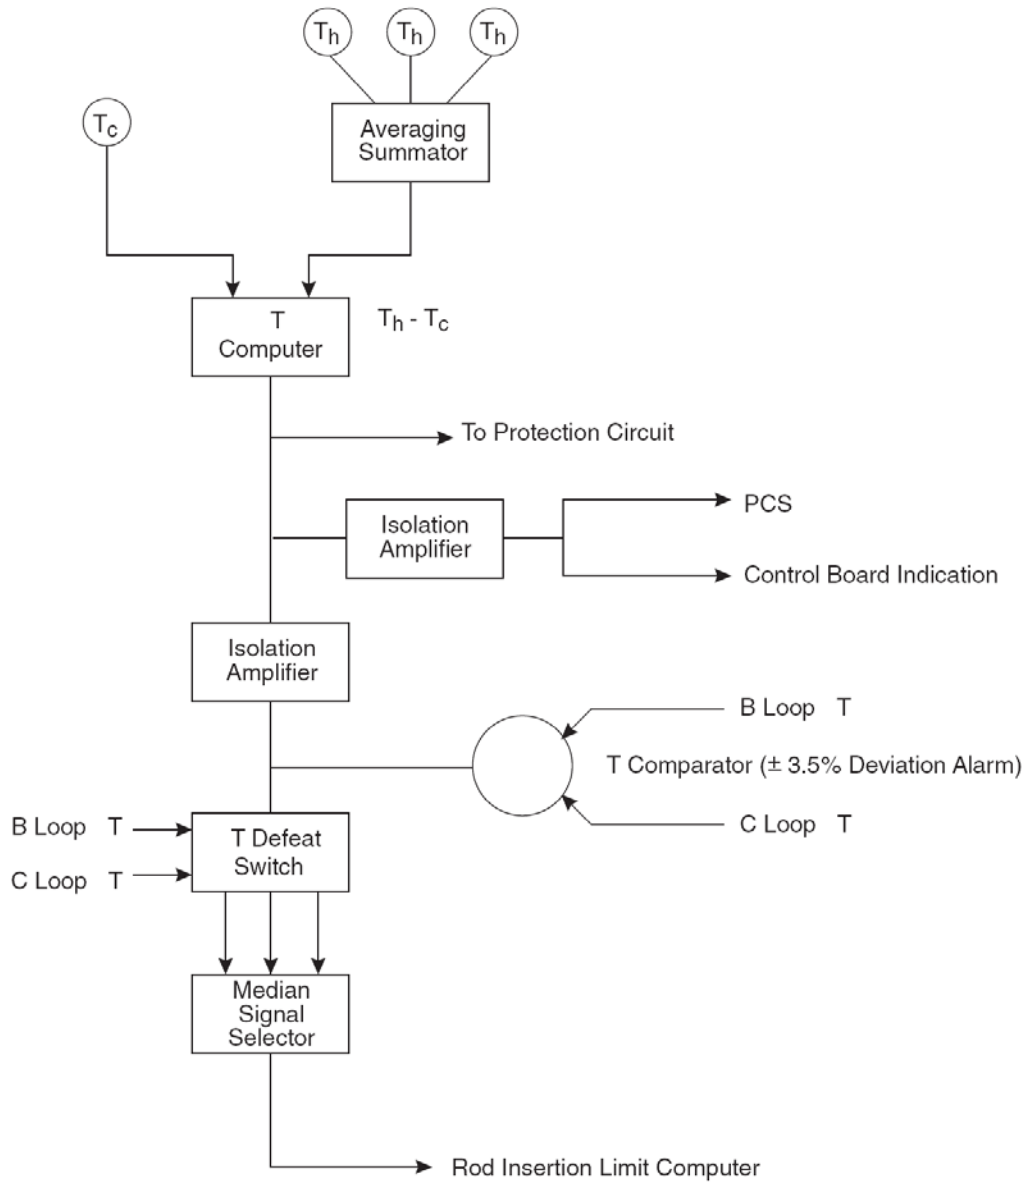 Th Th Th
Tc
Averaging
Summator
T
Computer
Th - Tc
To Protection Circuit
Isolation
Amplifier
PCS
Control Board Indication
Isolation
Amplifier
B Loop T
T Comparator (± 3.5% Deviation Alarm)
C Loop T
B Loop T
C Loop T
T Defeat
Switch
Median
Signal
Selector
Rod Insertion Limit Computer